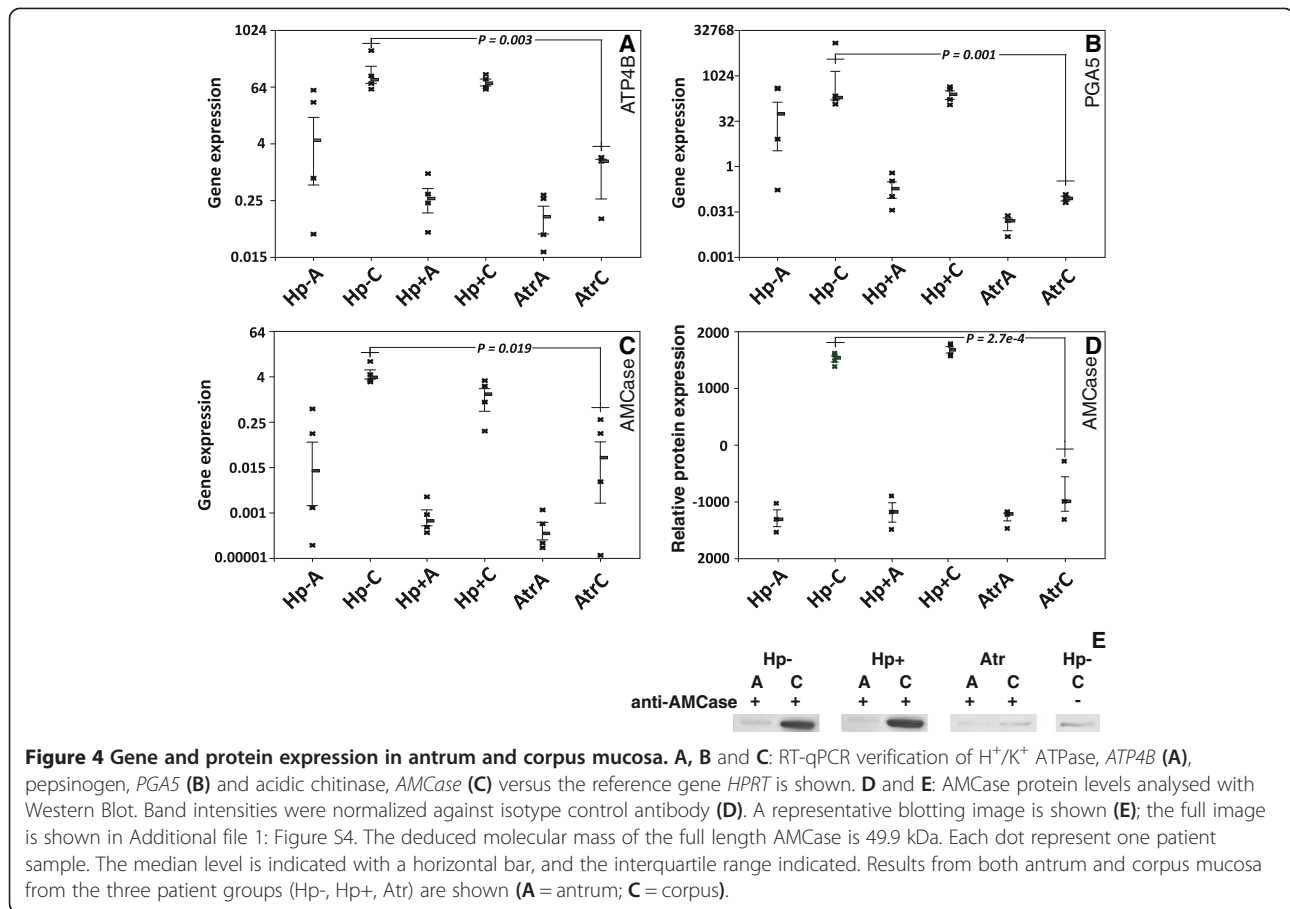 A
ATP4B
Gene expression
1024
64
4
0.25
0.015
P = 0.003
Hp-A
Hp-C
Hp+A
Hp+C
AtrA
AtrC
B
PGA5
Gene expression
32768
1024
32
1
0.031
0.001
P = 0.001
Hp-A
Hp-C
Hp+A
Hp+C
AtrA
AtrC
C
AMCase
Gene expression
64
4
0.25
0.015
0.001
0.00001
P = 0.019
Hp-A
Hp-C
Hp+A
Hp+C
AtrA
AtrC
D
AMCase
Relative protein expression
2000
1000
0
-1000
2000
P = 2.7e-4
Hp-A
Hp-C
Hp+A
Hp+C
AtrA
AtrC
E
Hp- Hp+ Atr Hp-
A C A C A C C
anti-AMCase + + + + + + -
Figure 4 Gene and protein expression in antrum and corpus mucosa. A, B and C: RT-qPCR verification of H+/K+ ATPase, ATP4B (A),
pepsinogen, PGA5 (B) and acidic chitinase, AMCase (C) versus the reference gene HPRT is shown. D and E: AMCase protein levels analysed with
Western Blot. Band intensities were normalized against isotype control antibody (D). A representative blotting image is shown (E); the full image
is shown in Additional file 1: Figure S4. The deduced molecular mass of the full length AMCase is 49.9 kDa. Each dot represent one patient
sample. The median level is indicated with a horizontal bar, and the interquartile range indicated. Results from both antrum and corpus mucosa
from the three patient groups (Hp-, Hp+, Atr) are shown (A = antrum; C = corpus).